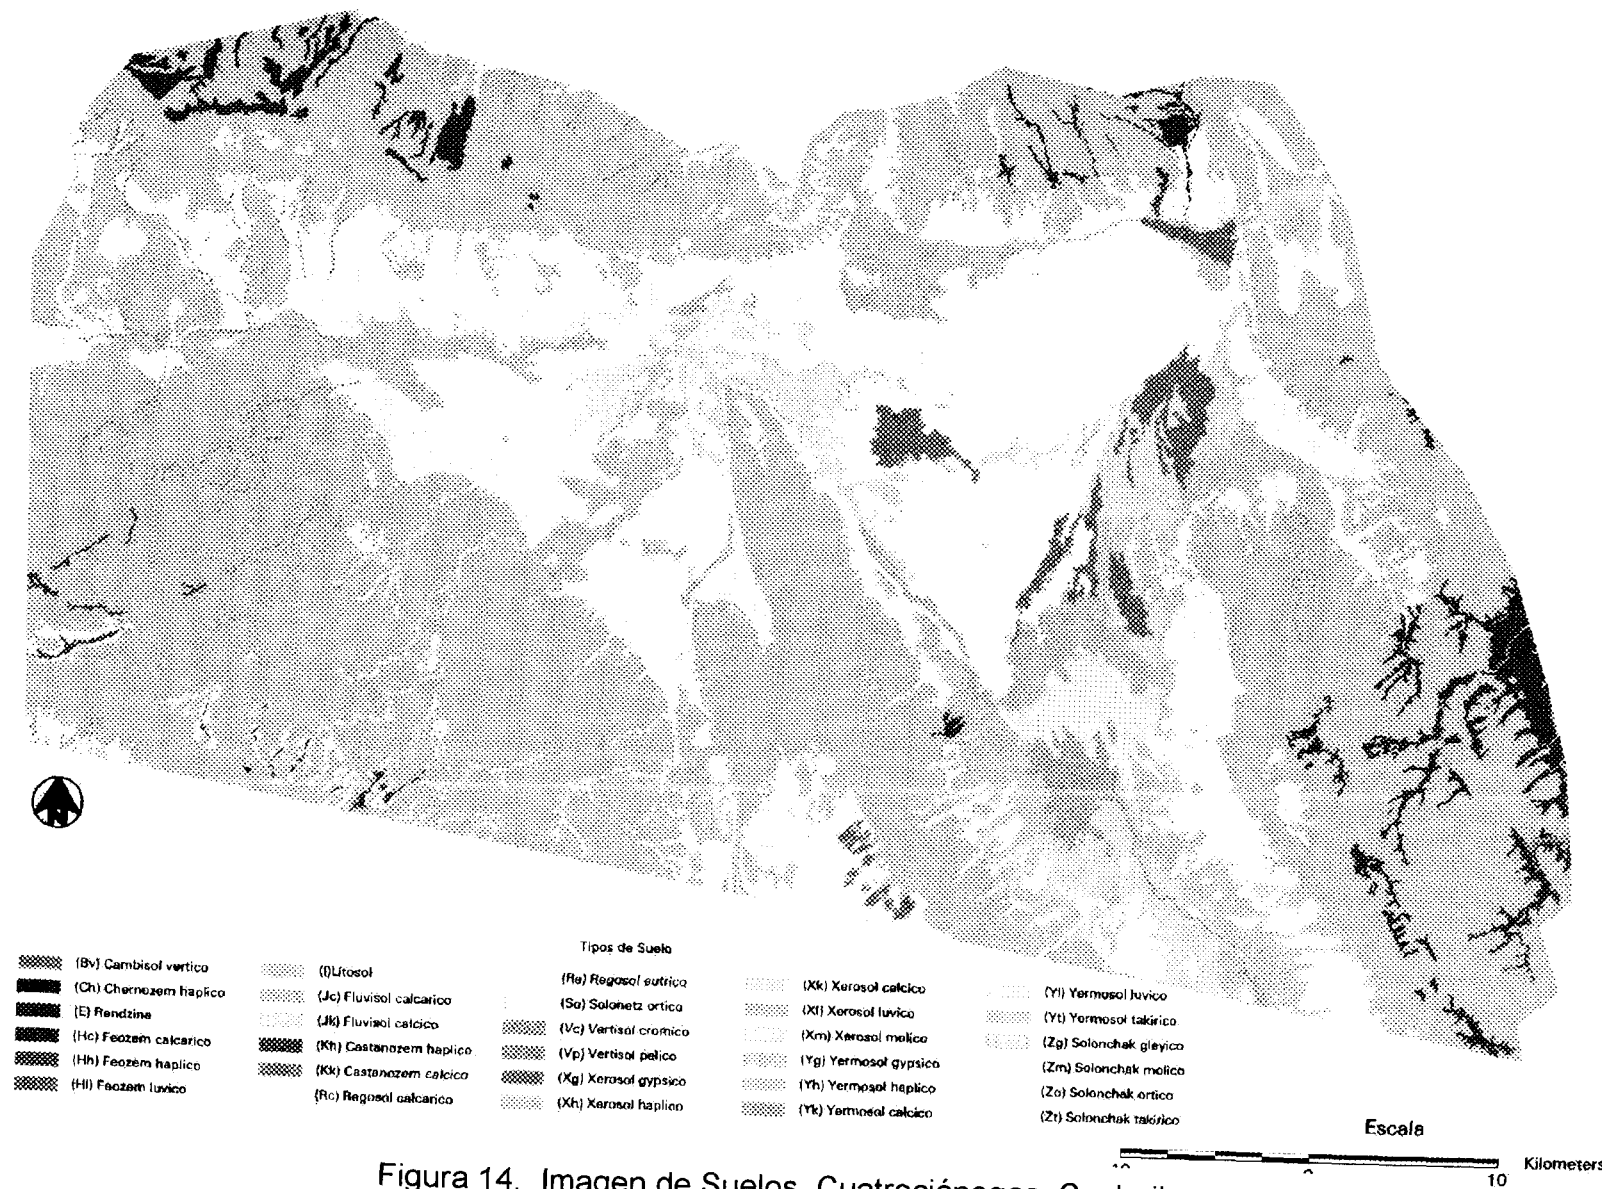 N
Tipos de Suelo
(Bv) Cambisol vertico
(Ch) Chernozem haplico
(E) Rendzina
(Hc) Feozem calcarico
(Hh) Feozem haplico
(Hl) Feozem luvico
(I)Litosol
(Jc) Fluvisol calcarico
(Jk) Fluvisol calcico
(Kh) Castanozem haplico
(Kk) Castanozem calcico
(Rc) Regosol calcarico
(Re) Regosol eutrico
(So) Solonetz ortico
(Vc) Vertisol cromico
(Vp) Vertisol pelico
(Xg) Xerosol gypsico
(Xh) Xerosol haplico
(Xk) Xerosol calcico
(Xl) Xerosol luvico
(Xm) Xerosol molico
(Yg) Yermosol gypsico
(Yh) Yermosol haplico
(Yk) Yermosol calcico
(Yl) Yermosol luvico
(Yt) Yermosol takirico
(Zg) Solonchak gleyico
(Zm) Solonchak molico
(Zo) Solonchak ortico
(Zt) Solonchak takirico
Escala
Kilometers
10 0 10
Figura 14. Imagen de Suelos, Cuatrociénegas, Coahuila